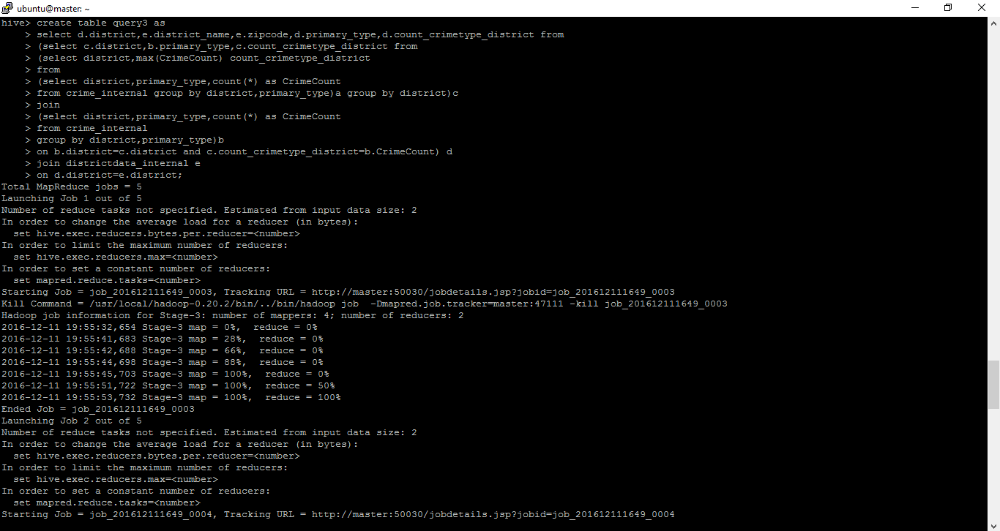 ubuntu@master: ~
hive> create table query3 as
    > select d.district,e.district_name,e.zipcode,d.primary_type,d.count_crimetype_district from
    > (select c.district,b.primary_type,c.count_crimetype_district from
    > (select district,max(CrimeCount) count_crimetype_district
    > from
    > (select district,primary_type,count(*) as CrimeCount
    > from crime_internal group by district,primary_type)a group by district)c
    > join
    > (select district,primary_type,count(*) as CrimeCount
    > from crime_internal
    > group by district,primary_type)b
    > on b.district=c.district and c.count_crimetype_district=b.CrimeCount) d
    > join districtdata_internal e
    > on d.district=e.district;
Total MapReduce jobs = 5
Launching Job 1 out of 5
Number of reduce tasks not specified. Estimated from input data size: 2
In order to change the average load for a reducer (in bytes):
  set hive.exec.reducers.bytes.per.reducer=<number>
In order to limit the maximum number of reducers:
  set hive.exec.reducers.max=<number>
In order to set a constant number of reducers:
  set mapred.reduce.tasks=<number>
Starting Job = job_201612111649_0003, Tracking URL = http://master:50030/jobdetails.jsp?jobid=job_201612111649_0003
Kill Command = /usr/local/hadoop-0.20.2/bin/../bin/hadoop job  -Dmapred.job.tracker=master:47111 -kill job_201612111649_0003
Hadoop job information for Stage-3: number of mappers: 4; number of reducers: 2
2016-12-11 19:55:32,654 Stage-3 map = 0%,  reduce = 0%
2016-12-11 19:55:41,683 Stage-3 map = 28%,  reduce = 0%
2016-12-11 19:55:42,688 Stage-3 map = 66%,  reduce = 0%
2016-12-11 19:55:44,698 Stage-3 map = 88%,  reduce = 0%
2016-12-11 19:55:45,703 Stage-3 map = 100%,  reduce = 0%
2016-12-11 19:55:51,722 Stage-3 map = 100%,  reduce = 50%
2016-12-11 19:55:53,732 Stage-3 map = 100%,  reduce = 100%
Ended Job = job_201612111649_0003
Launching Job 2 out of 5
Number of reduce tasks not specified. Estimated from input data size: 2
In order to change the average load for a reducer (in bytes):
  set hive.exec.reducers.bytes.per.reducer=<number>
In order to limit the maximum number of reducers:
  set hive.exec.reducers.max=<number>
In order to set a constant number of reducers:
  set mapred.reduce.tasks=<number>
Starting Job = job_201612111649_0004, Tracking URL = http://master:50030/jobdetails.jsp?jobid=job_201612111649_0004